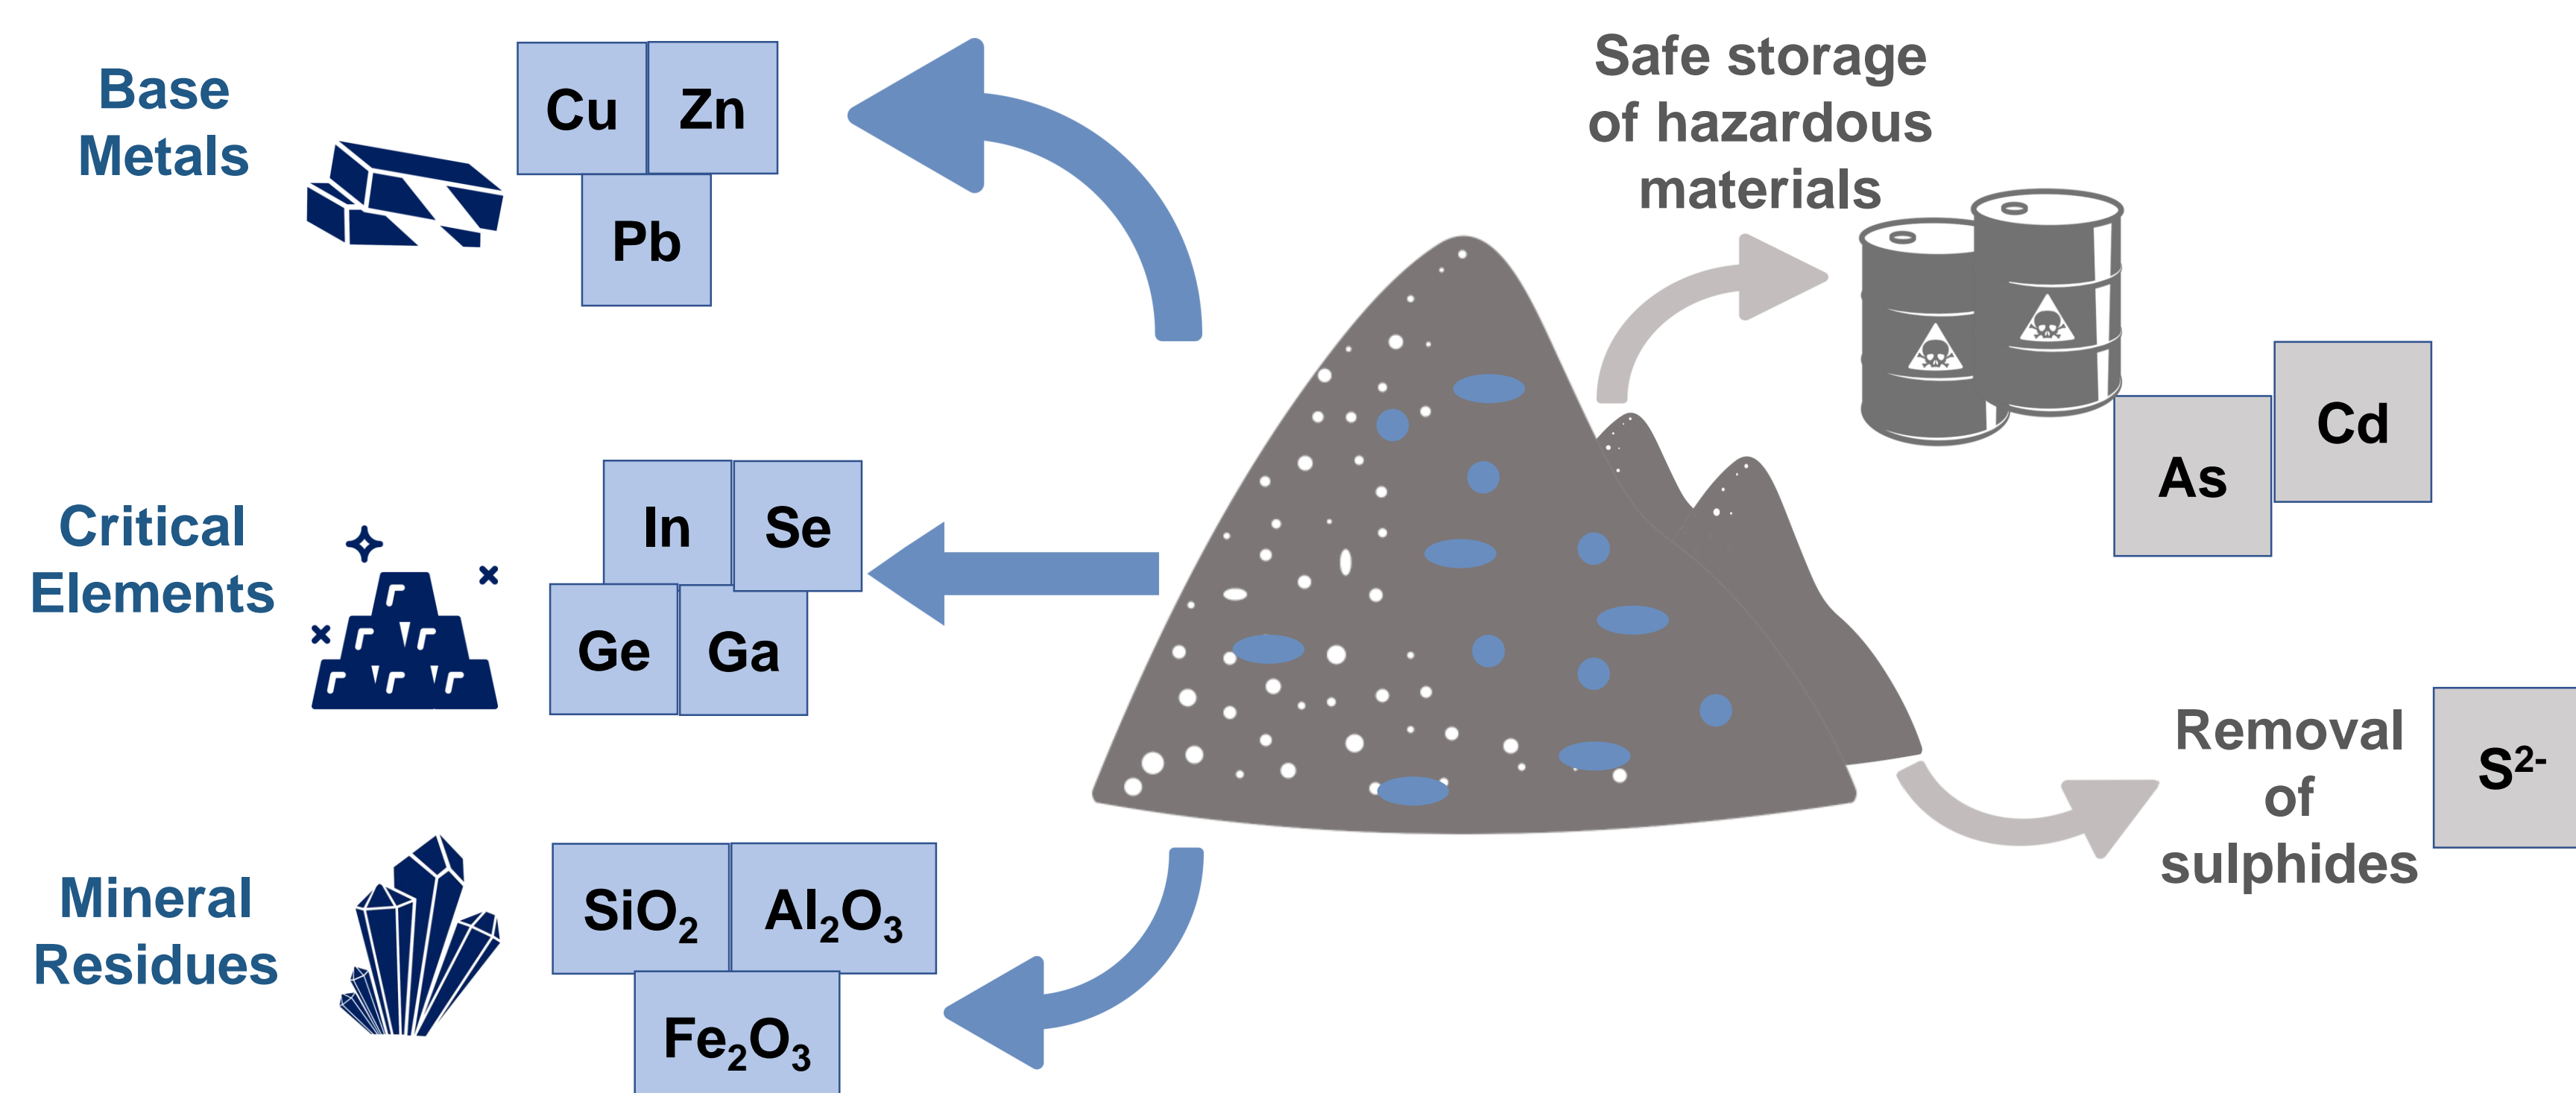 Base
Metals
Cu Zn
Pb
Critical
Elements
In Se
Ge Ga
Mineral
Residues
SiO₂ Al₂O₃
Fe₂O₃
Safe storage
of hazardous
materials
As
Cd
Removal
of
sulphides
S²⁻